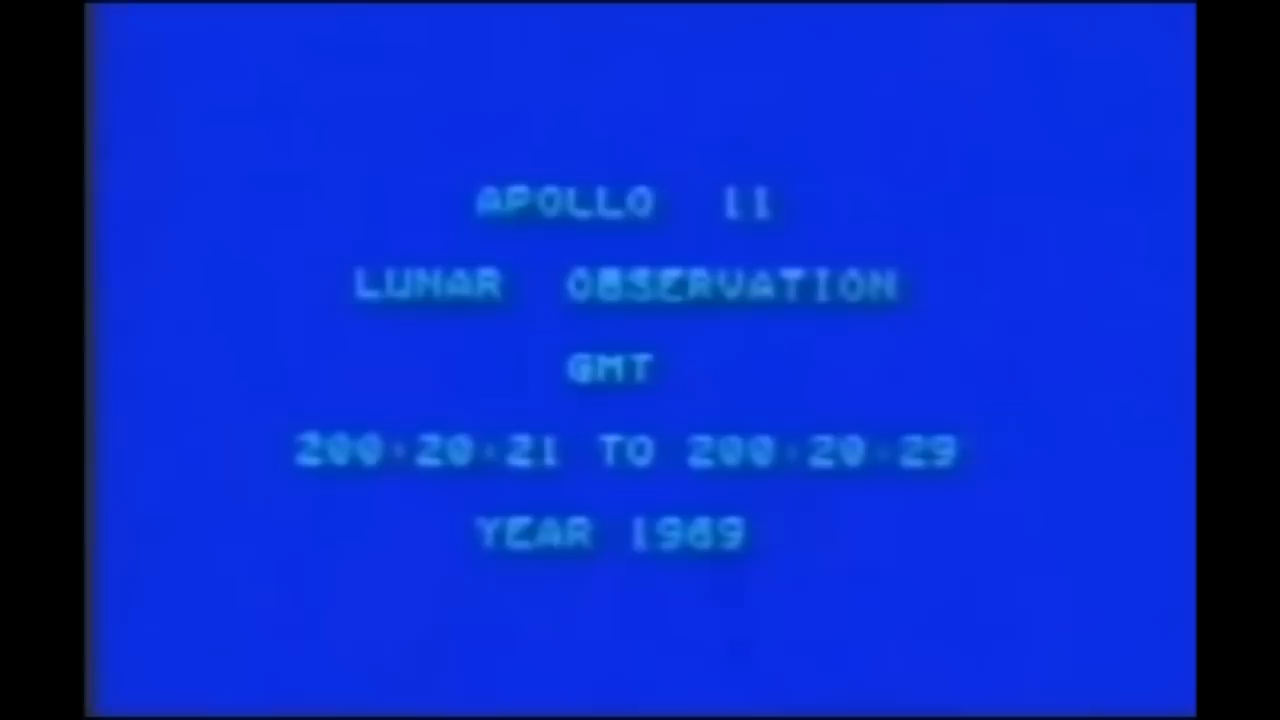 APOLLO 11
LUNAR OBSERVATION
GMT
200:20:21 TO 200:20:29
YEAR 1969